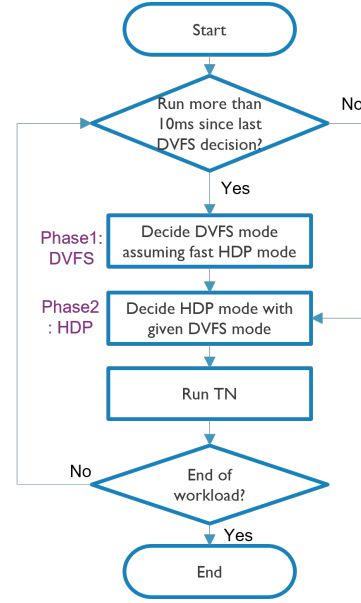 Start
Run more than
10ms since last
DVFS decision?
No
Yes
Phase1:
DVFS
Decide DVFS mode
assuming fast HDP mode
Phase2
: HDP
Decide HDP mode with
given DVFS mode
Run TN
No
End of
workload?
Yes
End